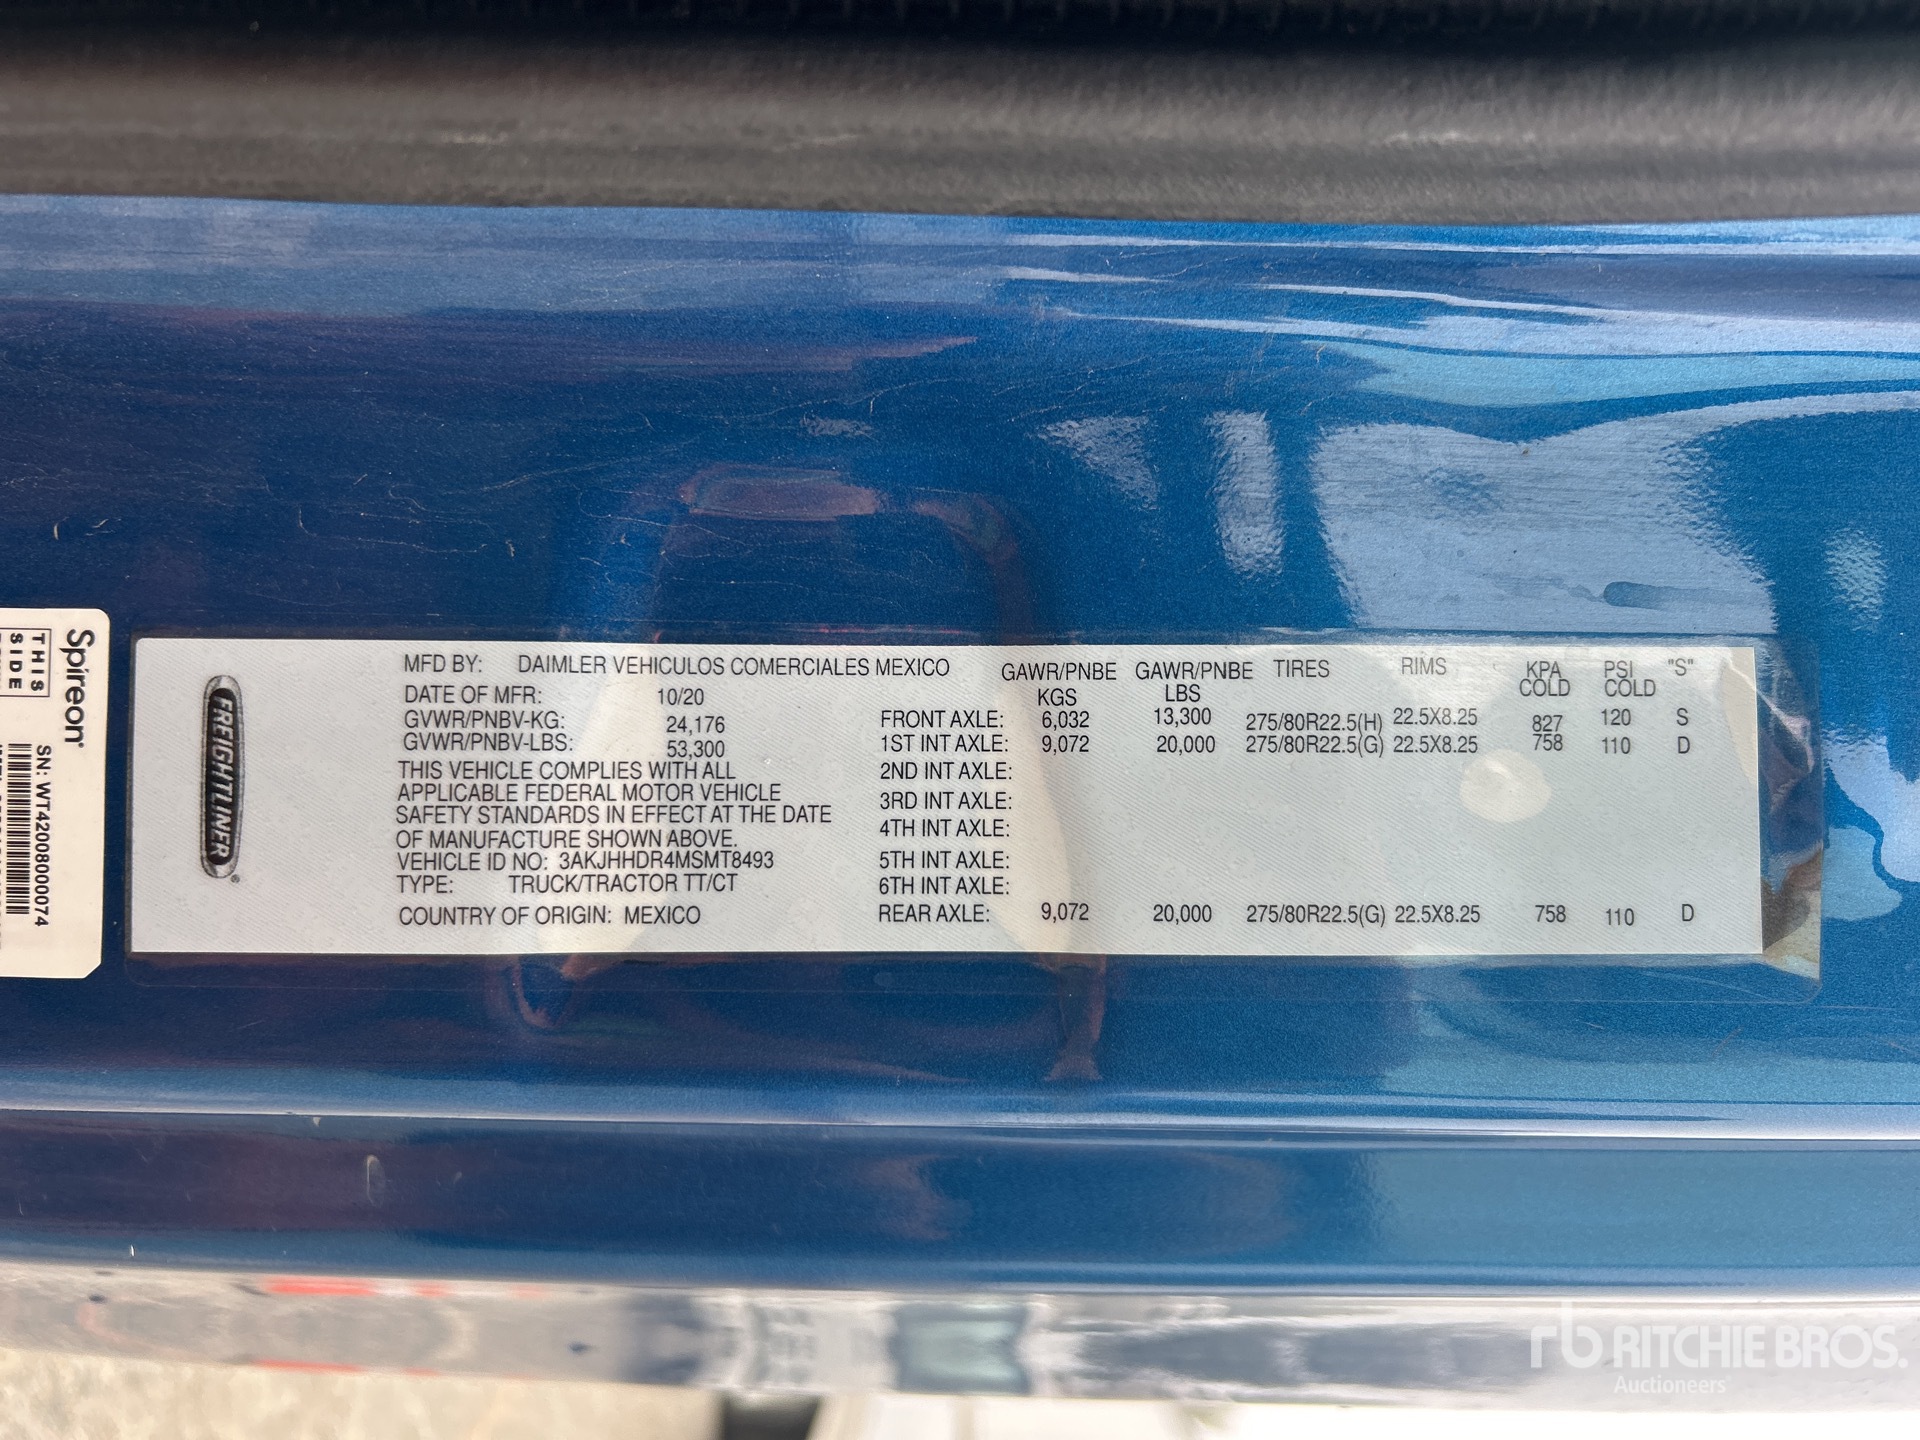 Spireon
THIS
SIDE
SN: WT4200800000074
FREIGHTLINER
MFD BY: DAIMLER VEHICULOS COMERCIALES MEXICO
DATE OF MFR: 10/20
GVWR/PNBV-KG: 24,176
GVWR/PNBV-LBS: 53,300
THIS VEHICLE COMPLIES WITH ALL
APPLICABLE FEDERAL MOTOR VEHICLE
SAFETY STANDARDS IN EFFECT AT THE DATE
OF MANUFACTURE SHOWN ABOVE.
VEHICLE ID NO: 3AKJHHDR4MSMT8493
TYPE: TRUCK/TRACTOR TT/CT
COUNTRY OF ORIGIN: MEXICO
GAWR/PNBE KGS GAWR/PNBE LBS TIRES RIMS KPA COLD PSI COLD "S"
FRONT AXLE: 6,032 13,300 275/80R22.5(H) 22.5X8.25 827 120 S
1ST INT AXLE: 9,072 20,000 275/80R22.5(G) 22.5X8.25 758 110 D
2ND INT AXLE:
3RD INT AXLE:
4TH INT AXLE:
5TH INT AXLE:
6TH INT AXLE:
REAR AXLE: 9,072 20,000 275/80R22.5(G) 22.5X8.25 758 110 D
rb RITCHIE BROS.
Auctioneers